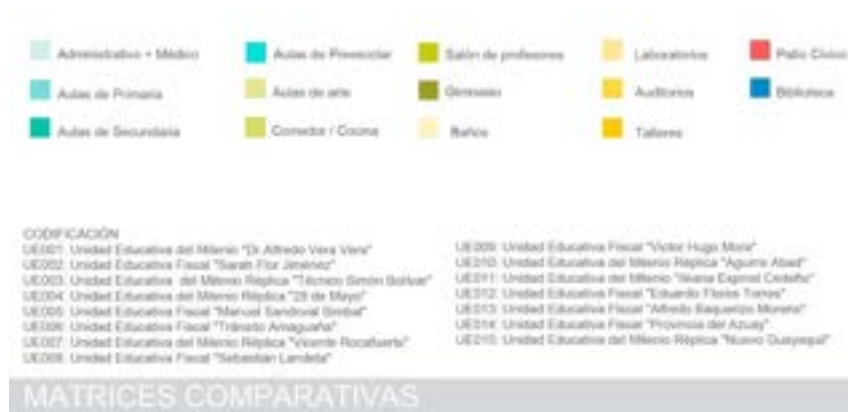 Administrativo + Médico
Aulas de Preescolar
Salón de profesores
Laboratorios
Patio Cívico
Aulas de Primaria
Aulas de arte
Gimnasio
Auditorios
Biblioteca
Aulas de Secundaria
Comedor / Cocina
Baños
Talleres
CODIFICACIÓN
UE001: Unidad Educativa del Milenio "Dr. Alfredo Vera Vera"
UE002: Unidad Educativa Fiscal "Sarah Flor Jiménez"
UE003: Unidad Educativa del Milenio Réplica "Técnico Simón Bolívar"
UE004: Unidad Educativa del Milenio Réplica "28 de Mayo"
UE005: Unidad Educativa Fiscal "Manuel Sandoval Simbal"
UE006: Unidad Educativa Fiscal "Tránsito Amaguaña"
UE007: Unidad Educativa del Milenio Réplica "Vicente Rocafuerte"
UE008: Unidad Educativa Fiscal "Sebastián Landeta"
UE009: Unidad Educativa Fiscal "Victor Hugo Mora"
UE010: Unidad Educativa del Milenio Réplica "Aguirre Abad"
UE011: Unidad Educativa del Milenio "Ileana Espinel Cedeño"
UE012: Unidad Educativa Fiscal "Eduardo Flores Torres"
UE013: Unidad Educativa Fiscal "Alfredo Baquerizo Moreno"
UE014: Unidad Educativa Fiscal "Provincia del Azuay"
UE015: Unidad Educativa del Milenio Réplica "Nuevo Guayaquil"
MATRICES COMPARATIVAS